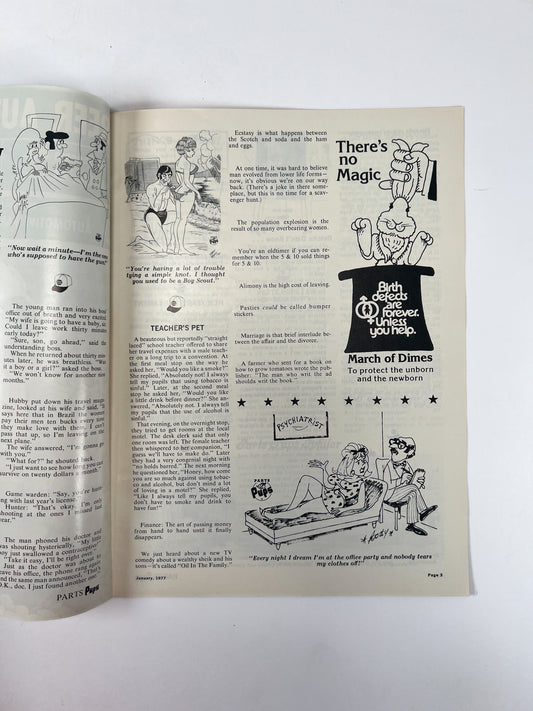 "Now wait a minute—I'm the one
who's supposed to have the gun!"
The young man ran into his boss'
office out of breath and very excited.
"My wife is going to have a baby, sir.
Could I leave work thirty minutes
early today?"
"Sure, son, go ahead," said the
understanding boss.
When he returned about thirty min-
utes later, he was breathless. "Was
it a boy or a girl?" asked the boss.
"We won't know for another nine
months."
Hubby put down his travel maga-
zine, looked at his wife and said, "It
says here that in Brazil the women
pay their men ten bucks every time
they make love with them. I can't
pass that up, so I'm leaving on the
next plane."
The wife answered, "I'm gonna go
with you."
"What for?" he shouted back.
"I just want to see how long you can
survive on twenty dollars a month."
Game warden: "Say, you're hunt-
ing with last year's license."
Hunter: "That's okay. I'm only
shooting at the ones I missed last
year."
The man phoned his doctor and
was shouting hysterically, "My little
boy just swallowed a contraceptive!"
"Take it easy, I'll be right over."
Just as the doctor was about to
leave his office, the phone rang again
and the same man announced, "That's
O.K., doc. I just found another one."
PARTS Pups
"You're having a lot of trouble
tying a simple knot. I thought
you used to be a Boy Scout."
TEACHER'S PET
A beauteous but reportedly "straight
laced" school teacher offered to share
her travel expenses with a male teach-
er on a long trip to a convention. At
the first meal stop on the way he
asked her, "Would you like a smoke?"
She replied, "Absolutely not! I always
tell my pupils that using tobacco is
sinful." Later, at the second meal
stop he asked her, "Would you like
a little drink before dinner?" She
answered, "Absolutely not. I always tell
my pupils that the use of alcohol is
sinful."
That evening, on the overnight stop,
they tried to get rooms at the local
motel. The desk clerk said that only
one room was left. The female teacher
then whispered to her companion, "I
guess we'll have to make do." Later
they had a very congenial night with
"no holds barred." The next morning
he questioned her, "Honey, how come
you are so much against using tobac-
co and alcohol, but don't mind a lot
of loving in a motel?" She replied,
"Like I always tell my pupils, you
don't have to smoke and drink to
have fun!"
Finance: The art of passing money
from hand to hand until it finally
disappears.
We just heard about a new TV
comedy about a wealthy sheik and his
sons—it's called "Oil In The Family."
January, 1977
Ecstasy is what happens between
the Scotch and soda and the ham
and eggs.
At one time, it was hard to believe
man evolved from lower life forms—
now, it's obvious we're on our way
back. (There's a joke in there some-
place, but this is no time for a scav-
enger hunt.)
The population explosion is the
result of so many overbearing women.
You're an oldtimer if you can re-
member when the 5 & 10 sold things
for 5 & 10.
Alimony is the high cost of leaving.
Pasties could be called bumper
stickers.
Marriage is that brief interlude be-
tween the affair and the divorce.
A farmer who sent for a book on
how to grow tomatoes wrote the pub-
lisher: "The man who writ the ad
shoulda writ the book."
There's
no
Magic
Birth
defects
are
forever.
Unless
you help.
March of Dimes
To protect the unborn
and the newborn
PSYCHIATRIST
PARTS
Pups
"Every night I dream I'm at the office party and nobody tears
my clothes off!"
Page 3